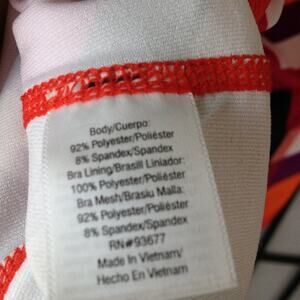 Body/Cuerpo:
92% Polyester/Poliéster
8% Spandex/Spandex
Bra Lining/Brasiil Liniador:
100% Polyester/Poliéster
Bra Mesh/Brasiu Malla:
92% Polyester/Poliéster
8% Spandex/Spandex
RN#93677
Made In Vietnam/
Hecho En Vietnam